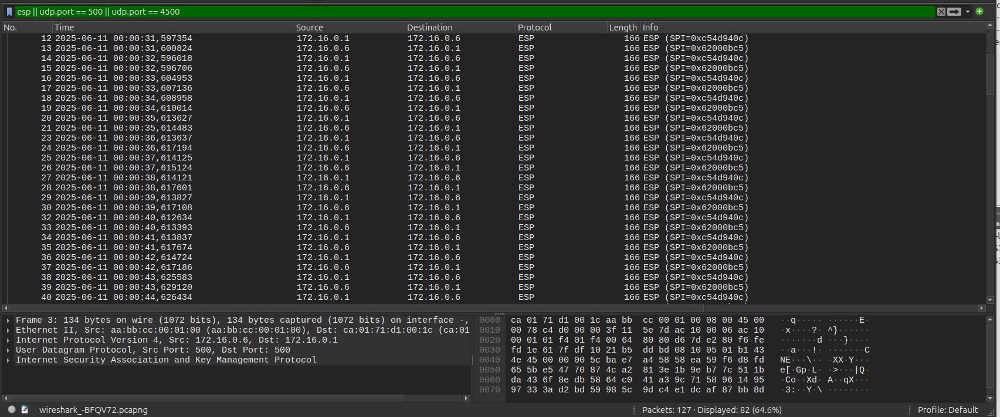 esp || udp.port == 500 || udp.port == 4500
No. Time Source Destination Protocol Length Info
12 2025-06-11 00:00:31,597354 172.16.0.1 172.16.0.6 ESP 166 ESP (SPI=0xc54d940c)
13 2025-06-11 00:00:31,600824 172.16.0.6 172.16.0.1 ESP 166 ESP (SPI=0x62000bc5)
14 2025-06-11 00:00:32,596018 172.16.0.1 172.16.0.6 ESP 166 ESP (SPI=0xc54d940c)
15 2025-06-11 00:00:32,596706 172.16.0.6 172.16.0.1 ESP 166 ESP (SPI=0x62000bc5)
16 2025-06-11 00:00:33,604953 172.16.0.1 172.16.0.6 ESP 166 ESP (SPI=0xc54d940c)
17 2025-06-11 00:00:33,607136 172.16.0.6 172.16.0.1 ESP 166 ESP (SPI=0x62000bc5)
18 2025-06-11 00:00:34,608958 172.16.0.1 172.16.0.6 ESP 166 ESP (SPI=0xc54d940c)
19 2025-06-11 00:00:34,610014 172.16.0.6 172.16.0.1 ESP 166 ESP (SPI=0x62000bc5)
20 2025-06-11 00:00:35,613627 172.16.0.1 172.16.0.6 ESP 166 ESP (SPI=0xc54d940c)
21 2025-06-11 00:00:35,614483 172.16.0.6 172.16.0.1 ESP 166 ESP (SPI=0x62000bc5)
23 2025-06-11 00:00:36,613637 172.16.0.1 172.16.0.6 ESP 166 ESP (SPI=0xc54d940c)
24 2025-06-11 00:00:36,617194 172.16.0.6 172.16.0.1 ESP 166 ESP (SPI=0x62000bc5)
25 2025-06-11 00:00:37,614125 172.16.0.1 172.16.0.6 ESP 166 ESP (SPI=0xc54d940c)
26 2025-06-11 00:00:37,615124 172.16.0.6 172.16.0.1 ESP 166 ESP (SPI=0x62000bc5)
27 2025-06-11 00:00:38,614121 172.16.0.1 172.16.0.6 ESP 166 ESP (SPI=0xc54d940c)
28 2025-06-11 00:00:38,617601 172.16.0.6 172.16.0.1 ESP 166 ESP (SPI=0x62000bc5)
29 2025-06-11 00:00:39,613827 172.16.0.1 172.16.0.6 ESP 166 ESP (SPI=0xc54d940c)
30 2025-06-11 00:00:39,617108 172.16.0.6 172.16.0.1 ESP 166 ESP (SPI=0x62000bc5)
32 2025-06-11 00:00:40,612634 172.16.0.1 172.16.0.6 ESP 166 ESP (SPI=0xc54d940c)
33 2025-06-11 00:00:40,613393 172.16.0.6 172.16.0.1 ESP 166 ESP (SPI=0x62000bc5)
34 2025-06-11 00:00:41,613837 172.16.0.1 172.16.0.6 ESP 166 ESP (SPI=0xc54d940c)
35 2025-06-11 00:00:41,617674 172.16.0.6 172.16.0.1 ESP 166 ESP (SPI=0x62000bc5)
36 2025-06-11 00:00:42,614724 172.16.0.1 172.16.0.6 ESP 166 ESP (SPI=0xc54d940c)
37 2025-06-11 00:00:42,617186 172.16.0.6 172.16.0.1 ESP 166 ESP (SPI=0x62000bc5)
38 2025-06-11 00:00:43,625583 172.16.0.1 172.16.0.6 ESP 166 ESP (SPI=0xc54d940c)
39 2025-06-11 00:00:43,629120 172.16.0.6 172.16.0.1 ESP 166 ESP (SPI=0x62000bc5)
40 2025-06-11 00:00:44,626434 172.16.0.1 172.16.0.6 ESP 166 ESP (SPI=0xc54d940c)
Frame 3: 134 bytes on wire (1072 bits), 134 bytes captured (1072 bits) on interface -,
Ethernet II, Src: aa:bb:cc:00:01:00 (aa:bb:cc:00:01:00), Dst: ca:01:71:d1:00:1c (ca:01
Internet Protocol Version 4, Src: 172.16.0.6, Dst: 172.16.0.1
User Datagram Protocol, Src Port: 500, Dst Port: 500
Internet Security Association and Key Management Protocol
0000 ca 01 71 d1 00 1c aa bb cc 00 01 00 08 00 45 00 ··q····· ······E·
0010 00 78 c4 d0 00 00 3f 11 5e 7d ac 10 00 06 ac 10 ·x····?· ^}······
0020 00 01 01 f4 01 f4 00 64 80 80 d6 7d e2 80 f6 fe ·······d ···}····
0030 fd 1e 61 7f df 10 21 b5 dd bd 08 10 05 01 b1 43 ··a···!· ·······C
0040 4e 45 00 00 00 5c ba e7 a4 58 58 ea 59 f6 d8 fd NE···\·· ·XX·Y···
0050 65 5b e5 47 70 87 4c a2 81 3e 1b 9e b7 7c 51 1b e[·Gp·L· ·>···|Q·
0060 da 43 6f 8e db 58 64 c0 41 a3 9c 71 58 96 14 95 ·Co··Xd· A··qX···
0070 97 33 3a d2 bd 59 98 5c 9d c4 e1 dc af 87 bb 8d ·3:··Y·\ ········
wireshark_-BFQV72.pcapng Packets: 127 · Displayed: 82 (64.6%) Profile: Default